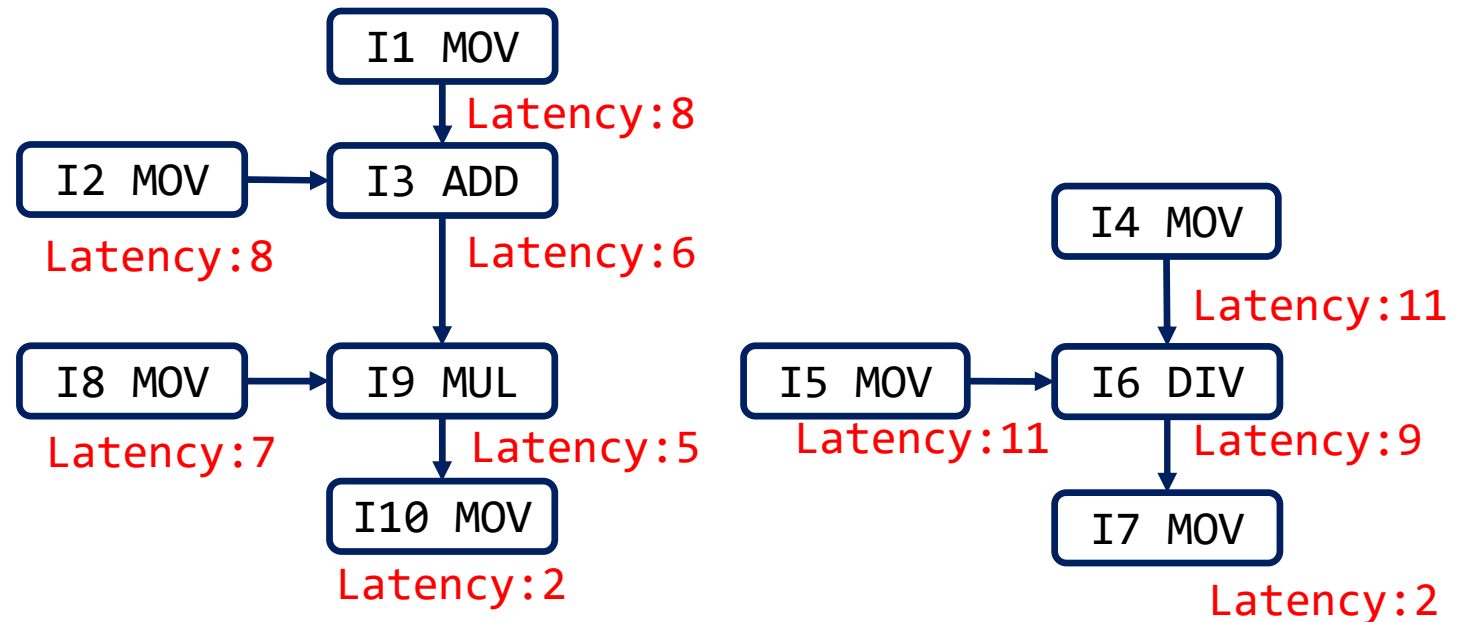 I1 MOV
Latency:8
I2 MOV
I3 ADD
Latency:8
Latency:6
I8 MOV
I9 MUL
Latency:7
Latency:5
I10 MOV
Latency:2
I4 MOV
Latency:11
I5 MOV
I6 DIV
Latency:11
Latency:9
I7 MOV
Latency:2